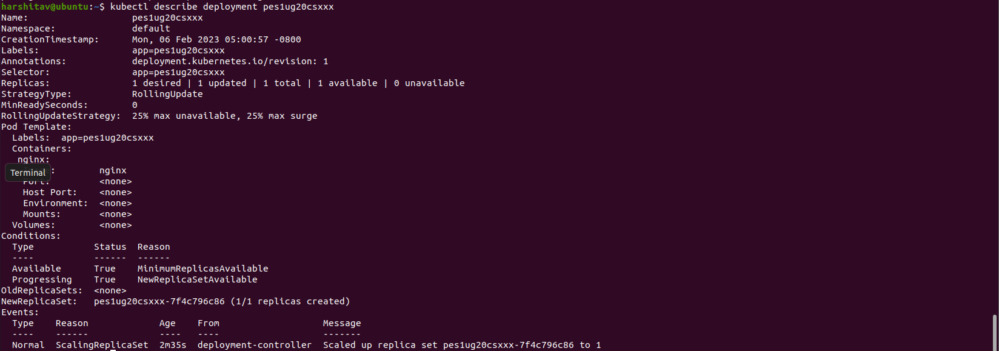 harshitav@ubuntu:~$ kubectl describe deployment pes1ug20csxxx
Name:                   pes1ug20csxxx
Namespace:              default
CreationTimestamp:      Mon, 06 Feb 2023 05:00:57 -0800
Labels:                 app=pes1ug20csxxx
Annotations:            deployment.kubernetes.io/revision: 1
Selector:               app=pes1ug20csxxx
Replicas:               1 desired | 1 updated | 1 total | 1 available | 0 unavailable
StrategyType:           RollingUpdate
MinReadySeconds:        0
RollingUpdateStrategy:  25% max unavailable, 25% max surge
Pod Template:
  Labels:  app=pes1ug20csxxx
  Containers:
   nginx:
Terminal :        nginx
    Port:         <none>
    Host Port:    <none>
    Environment:  <none>
    Mounts:       <none>
  Volumes:        <none>
Conditions:
  Type           Status  Reason
  ----           ------  ------
  Available      True    MinimumReplicasAvailable
  Progressing    True    NewReplicaSetAvailable
OldReplicaSets:  <none>
NewReplicaSet:   pes1ug20csxxx-7f4c796c86 (1/1 replicas created)
Events:
  Type    Reason             Age    From                   Message
  ----    ------             ----   ----                   -------
  Normal  ScalingReplicaSet  2m35s  deployment-controller  Scaled up replica set pes1ug20csxxx-7f4c796c86 to 1